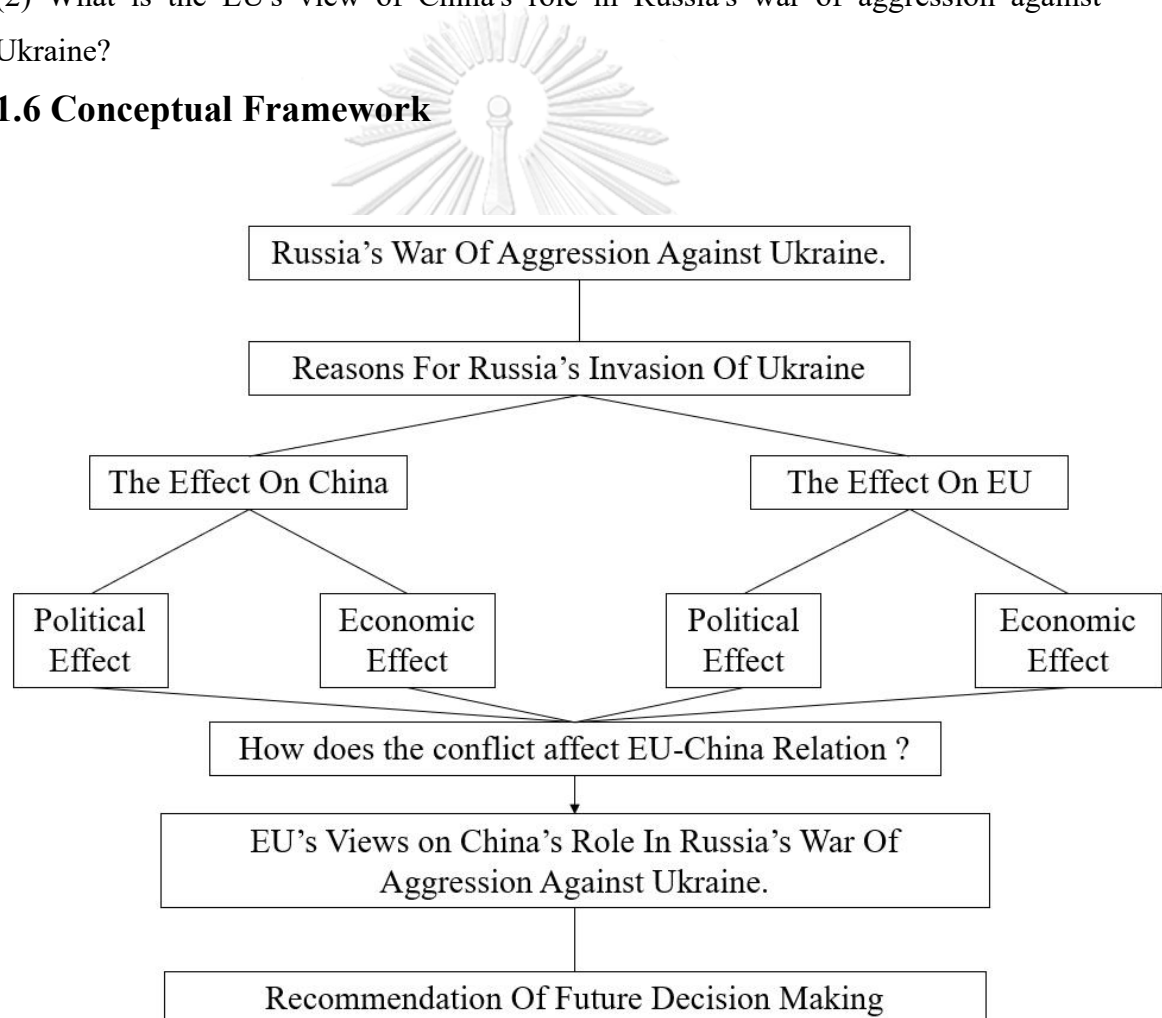 (2) What is the EU's view of China's role in Russia's war of aggression against
Ukraine?
1.6 Conceptual Framework
Russia’s War Of Aggression Against Ukraine.
Reasons For Russia’s Invasion Of Ukraine
The Effect On China
The Effect On EU
Political
Effect
Economic
Effect
Political
Effect
Economic
Effect
How does the conflict affect EU-China Relation ?
EU’s Views on China’s Role In Russia’s War Of
Aggression Against Ukraine.
Recommendation Of Future Decision Making